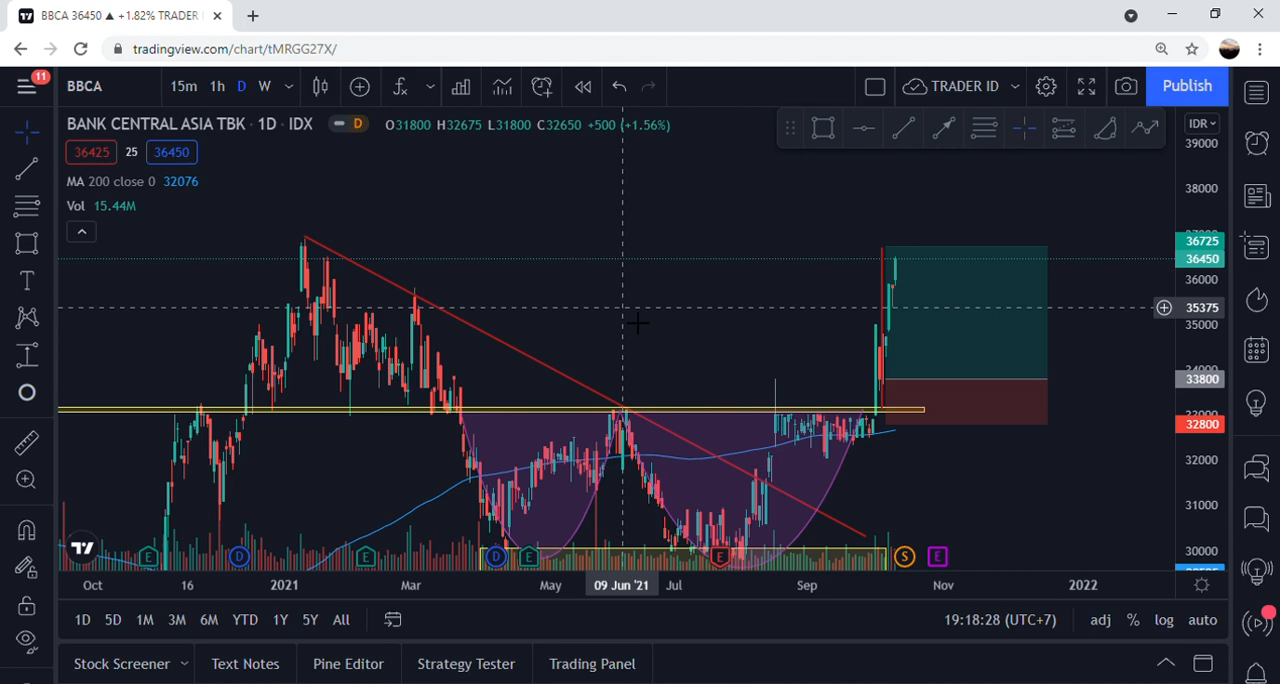 BBCA 36450 ▲ +1.82% TRADER
tradingview.com/chart/tMRGG27X/
11
BBCA 15m 1h D W TRADER ID Publish
BANK CENTRAL ASIA TBK · 1D · IDX D O31800 H32675 L31800 C32650 +500 (+1.56%)
IDR
36425 25 36450
MA 200 close 0 32076
Vol 15.44M
39000
38000
36725
36450
36000
35375
35000
34000
33800
32800
32000
31000
30000
E D E D E E S E
Oct 16 2021 Mar May 09 Jun '21 Jul Sep Nov 2022
1D 5D 1M 3M 6M YTD 1Y 5Y All 19:18:28 (UTC+7) adj % log auto
Stock Screener Text Notes Pine Editor Strategy Tester Trading Panel